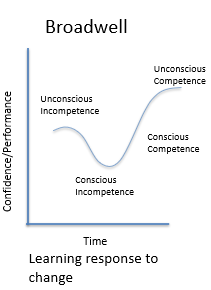 Broadwell
Unconscious
Competence
Unconscious
Incompetence
Confidence/Performance
Conscious
Competence
Conscious
Incompetence
Time
Learning response to
change